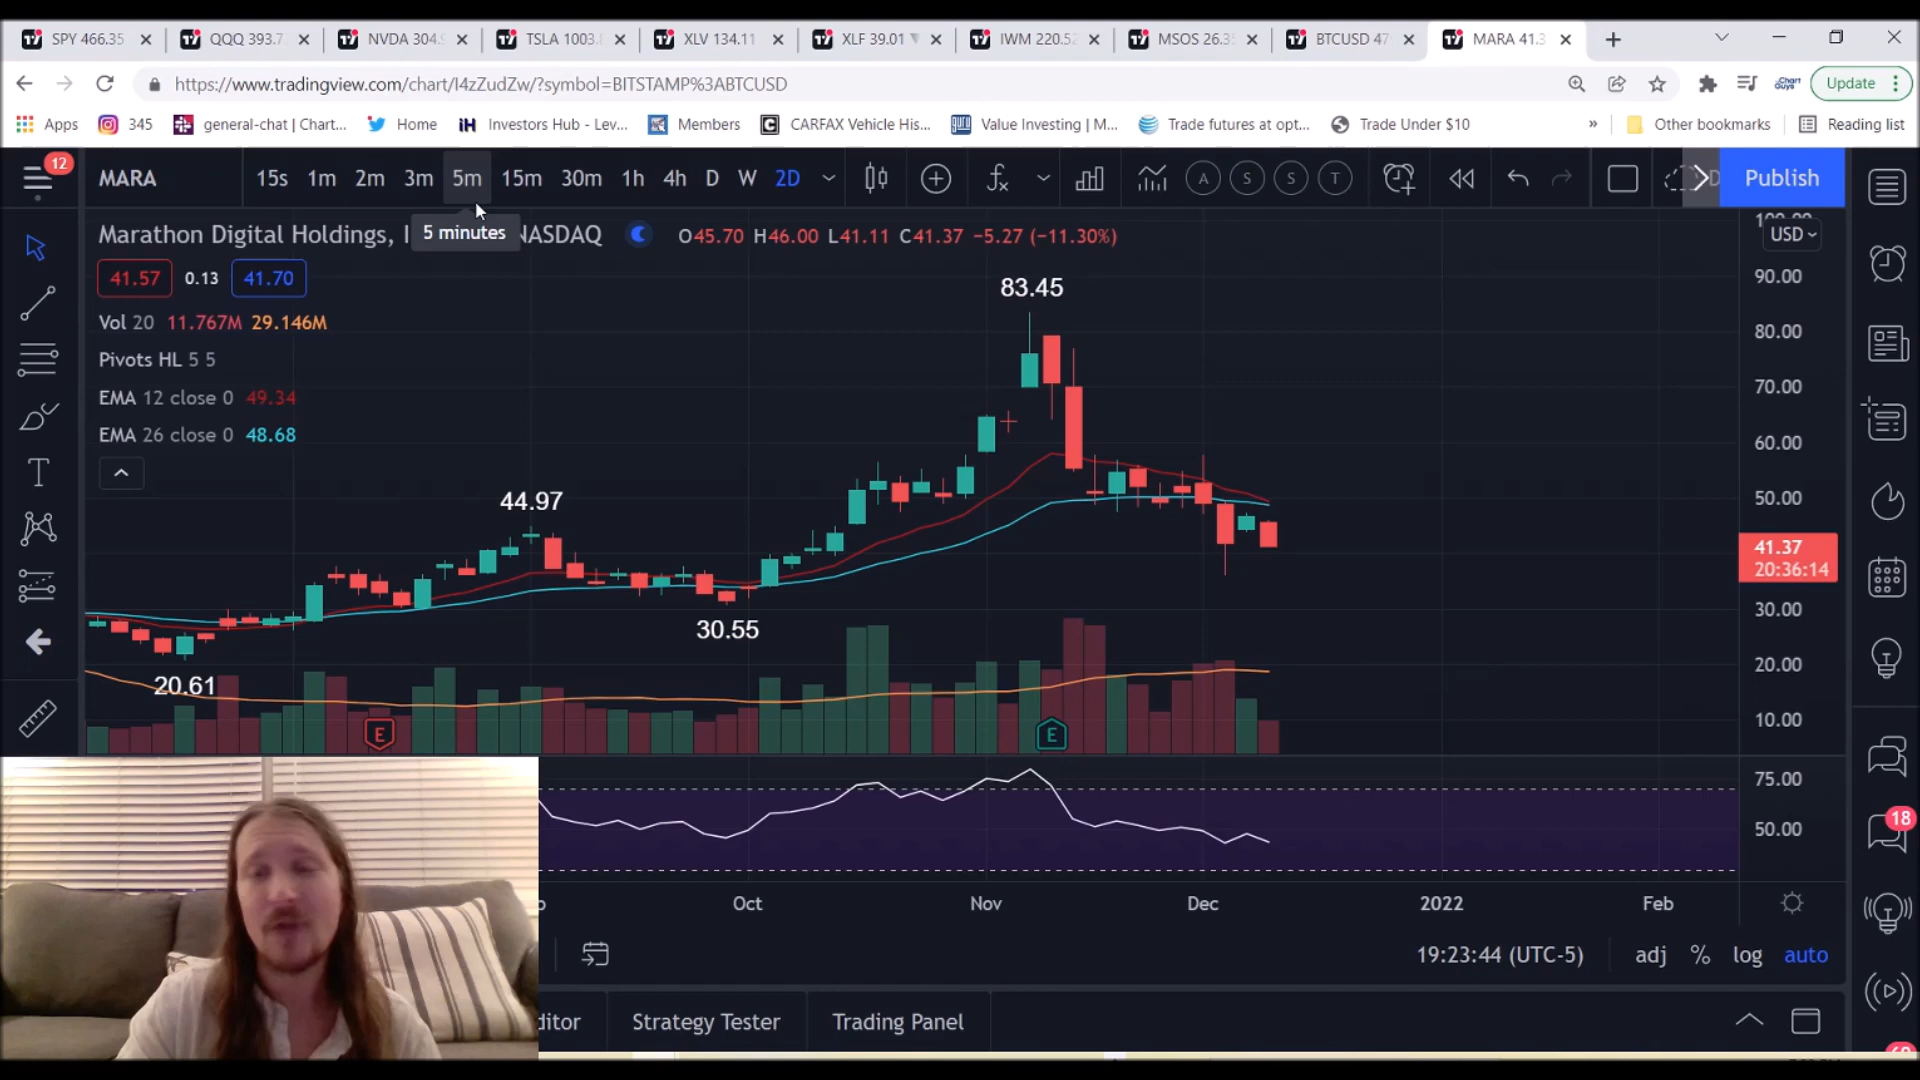 SPY 466.35 QQQ 393.7 NVDA 304. TSLA 1003. XLV 134.11 XLF 39.01 IWM 220.52 MSOS 26.3 BTCUSD 47 MARA 41.3
https://www.tradingview.com/chart/I4zZudZw/?symbol=BITSTAMP%3ABTCUSD Chart Guys Update
Apps 345 general-chat | Chart... Home iH Investors Hub - Lev... Members CARFAX Vehicle His... guru Value Investing | M... Trade futures at opt... Trade Under $10 » Other bookmarks Reading list
12 MARA 15s 1m 2m 3m 5m 15m 30m 1h 4h D W 2D A S S T D Publish
Marathon Digital Holdings, I 5 minutes NASDAQ O45.70 H46.00 L41.11 C41.37 −5.27 (−11.30%) 100.00 USD
41.57 0.13 41.70 90.00
83.45
Vol 20 11.767M 29.146M 80.00
Pivots HL 5 5
70.00
EMA 12 close 0 49.34
EMA 26 close 0 48.68 60.00
44.97 50.00
41.37
20:36:14
30.00
30.55
20.00
20.61
10.00
E E
75.00
18
50.00
Oct Nov Dec 2022 Feb
19:23:44 (UTC-5) adj % log auto
ditor Strategy Tester Trading Panel